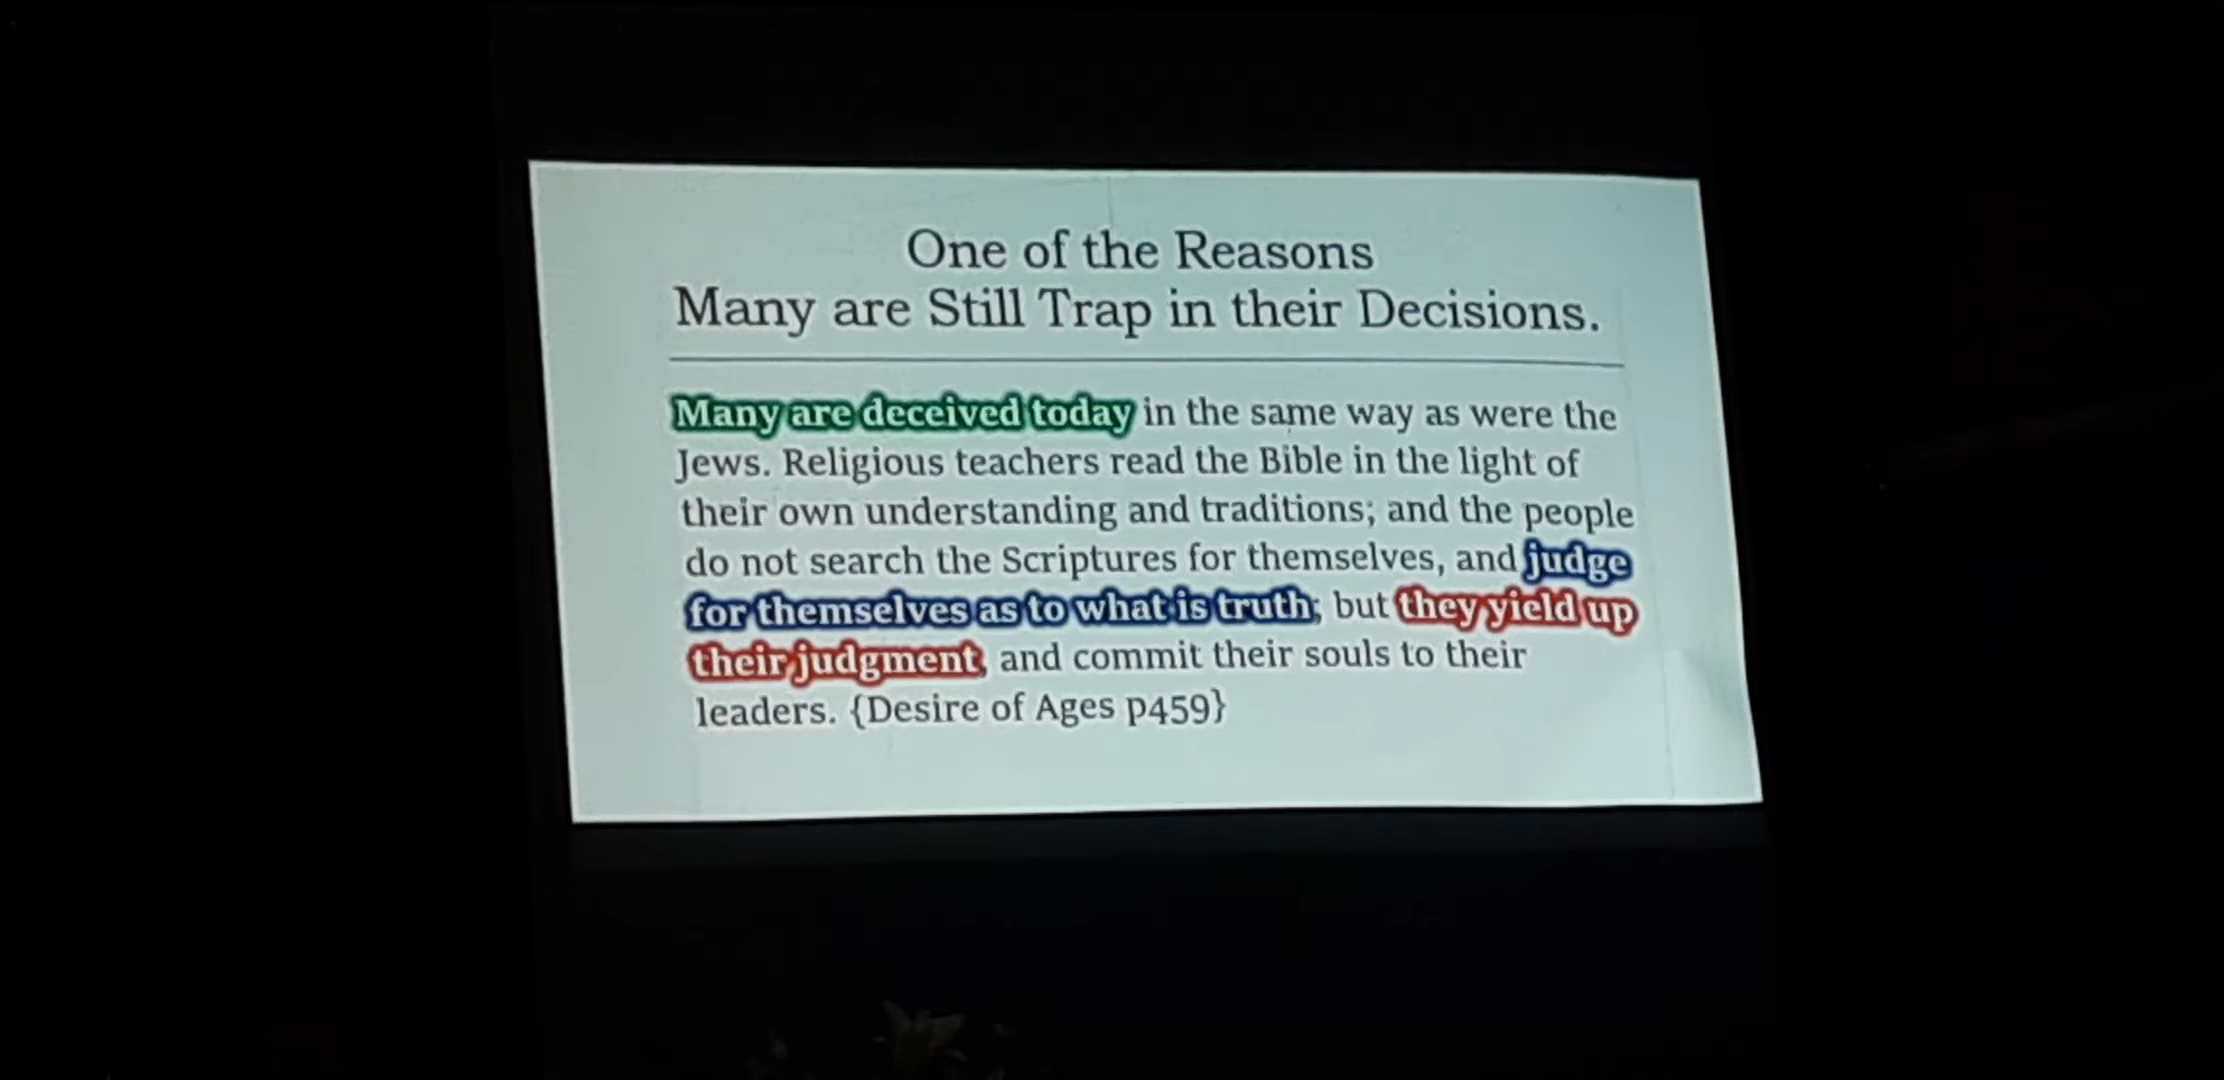 One of the Reasons
Many are Still Trap in their Decisions.
Many are deceived today in the same way as were the
Jews. Religious teachers read the Bible in the light of
their own understanding and traditions; and the people
do not search the Scriptures for themselves, and judge
for themselves as to what is truth; but they yield up
their judgment, and commit their souls to their
leaders. {Desire of Ages p459}